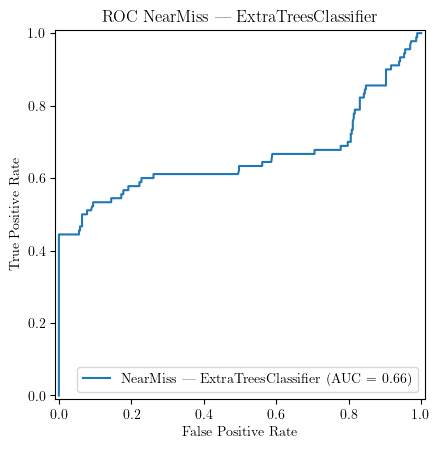 ROC NearMiss — ExtraTreesClassifier
1.0
0.8
0.6
0.4
0.2
0.0
True Positive Rate
NearMiss — ExtraTreesClassifier (AUC = 0.66)
0.0 0.2 0.4 0.6 0.8 1.0
False Positive Rate